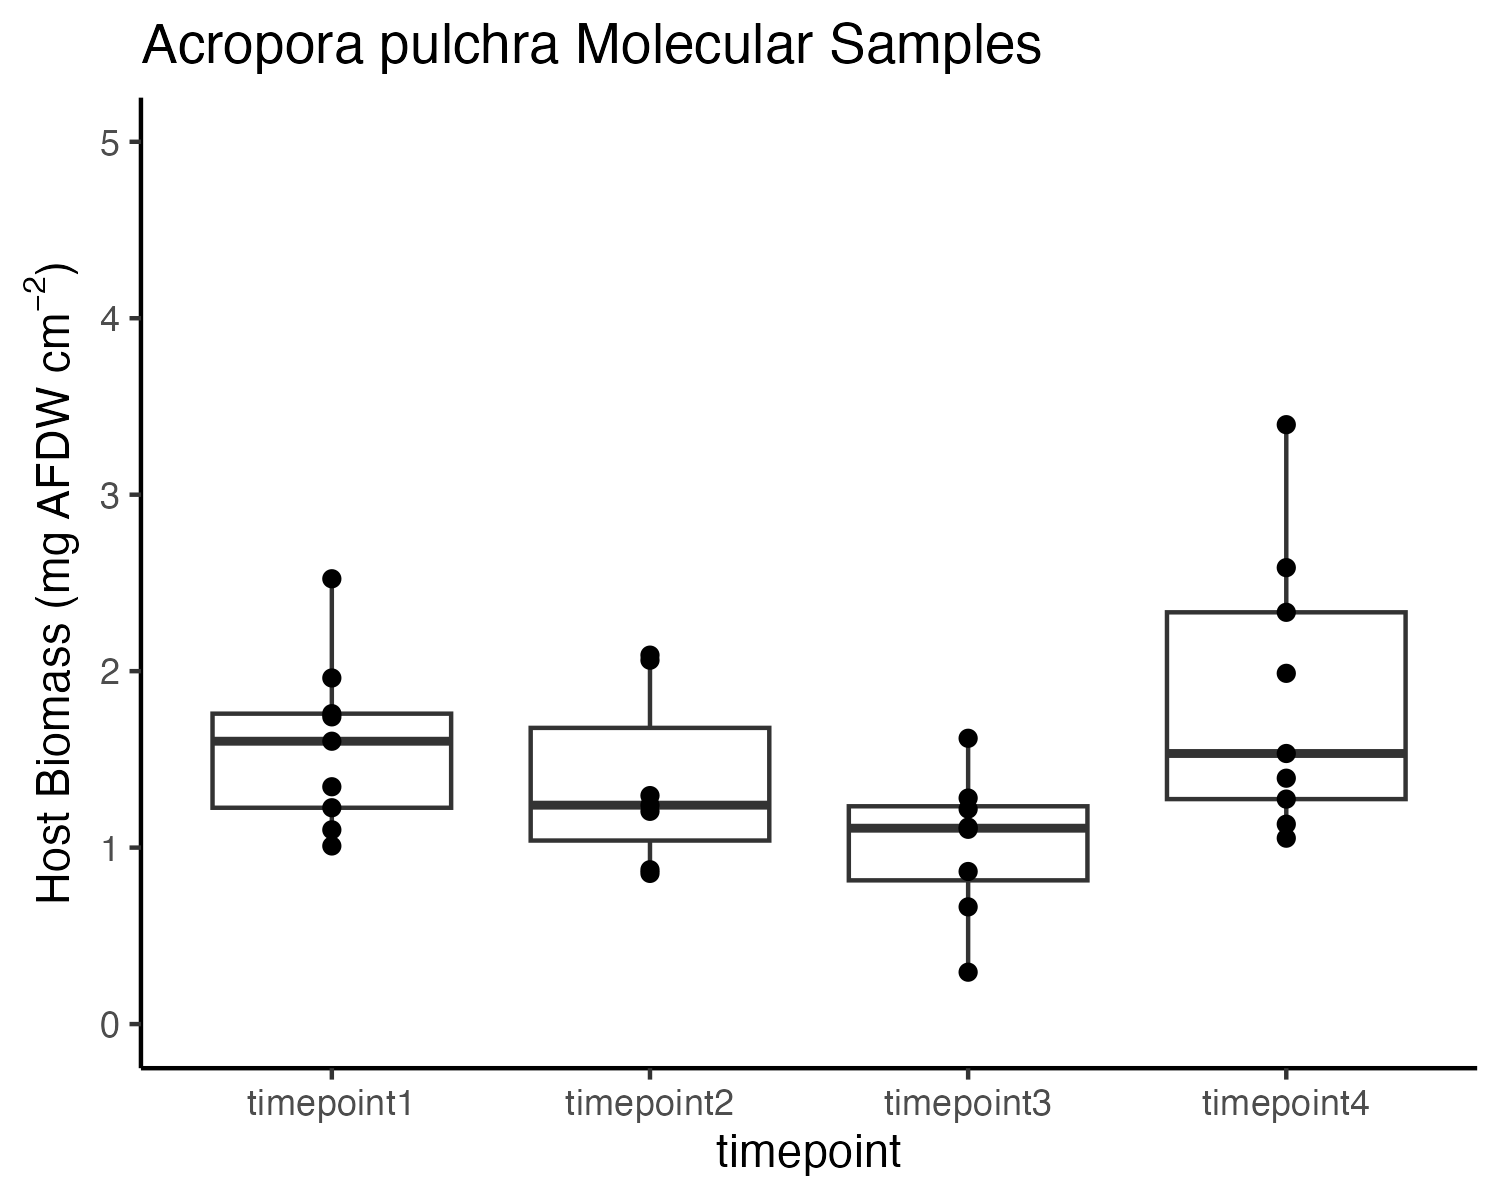 Acropora pulchra Molecular Samples
Host Biomass (mg AFDW cm⁻²)
5
4
3
2
1
0
timepoint1 timepoint2 timepoint3 timepoint4
timepoint